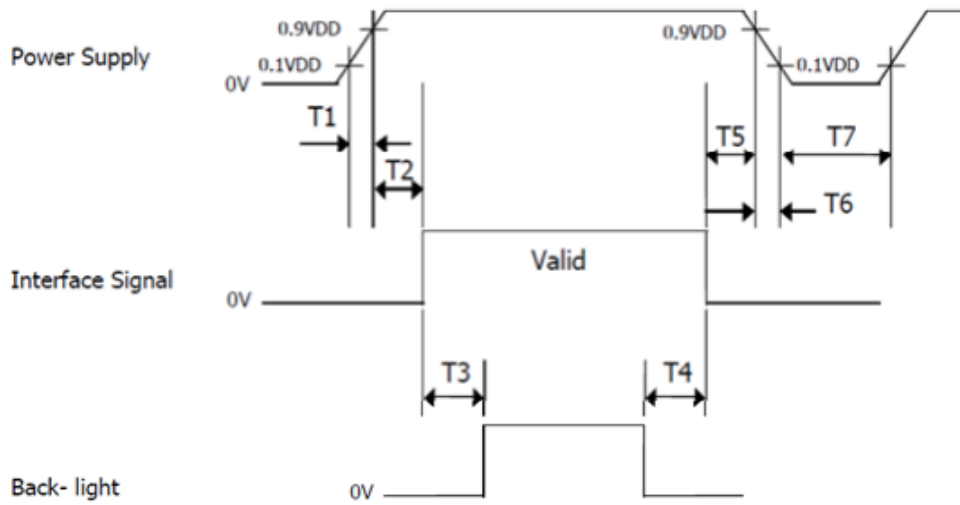 0.9VDD
0.9VDD
Power Supply
0.1VDD
0.1VDD
0V
T1
T5
T7
T2
T6
Valid
Interface Signal
0V
T3
T4
Back- light
0V